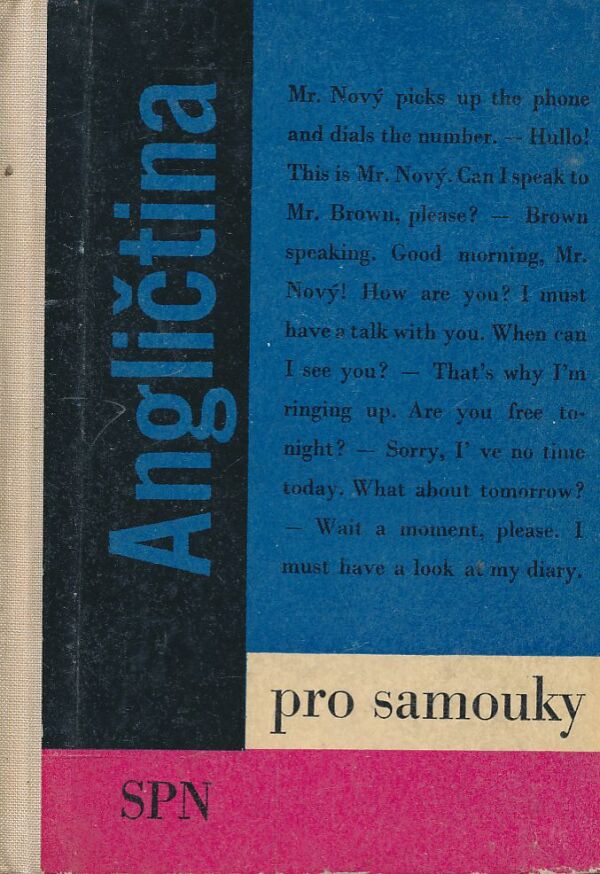 Angličtina
Mr. Nový picks up the phone
and dials the number. — Hullo!
This is Mr. Nový. Can I speak to
Mr. Brown, please? — Brown
speaking. Good morning, Mr.
Nový! How are you? I must
have a talk with you. When can
I see you? — That's why I'm
ringing up. Are you free to-
night? — Sorry, I' ve no time
today. What about tomorrow?
— Wait a moment, please. I
must have a look at my diary.
pro samouky
SPN